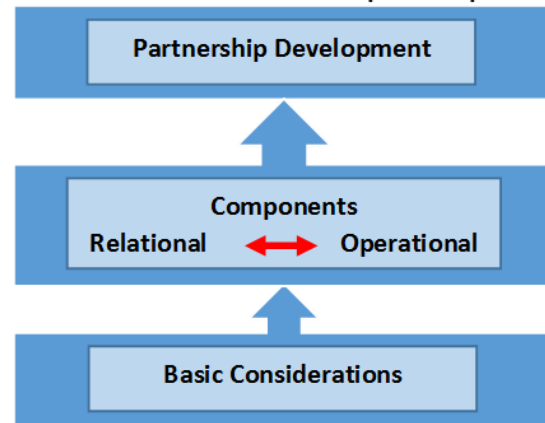 Partnership Development
Components
Relational Operational
Basic Considerations